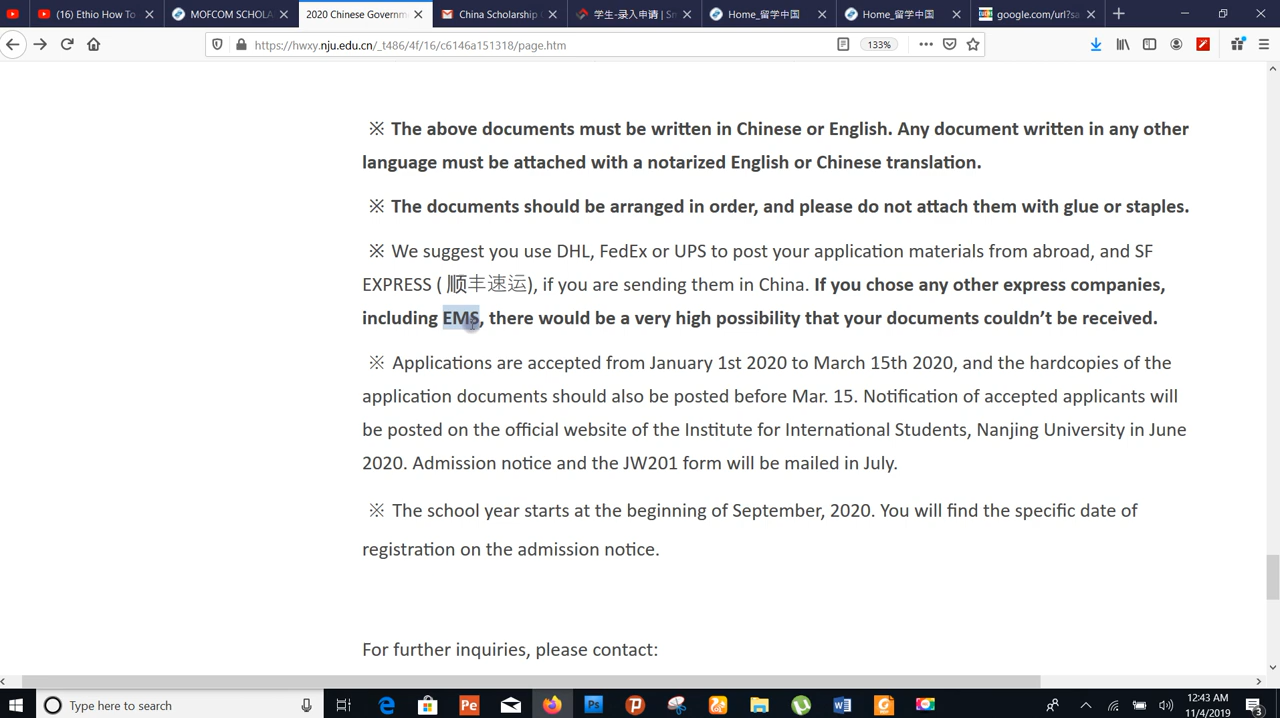 (16) Etiso How To
MOFCOM SCHOLA
2020 Chinese Governm
China Scholarship
学生-录入申请 | Sm
Home_留学中国
Home_留学中国
google.com/url?sa
https://hwxy.nju.edu.cn/_t486/4f/16/c6146a151318/page.htm
133%
※ The above documents must be written in Chinese or English. Any document written in any other
language must be attached with a notarized English or Chinese translation.
※ The documents should be arranged in order, and please do not attach them with glue or staples.
※ We suggest you use DHL, FedEx or UPS to post your application materials from abroad, and SF
EXPRESS ( 顺丰速运), if you are sending them in China. If you chose any other express companies,
including EMS, there would be a very high possibility that your documents couldn’t be received.
※ Applications are accepted from January 1st 2020 to March 15th 2020, and the hardcopies of the
application documents should also be posted before Mar. 15. Notification of accepted applicants will
be posted on the official website of the Institute for International Students, Nanjing University in June
2020. Admission notice and the JW201 form will be mailed in July.
※ The school year starts at the beginning of September, 2020. You will find the specific date of
registration on the admission notice.
For further inquiries, please contact:
Type here to search
Pe
Ps
12:43 AM
11/4/2019
3